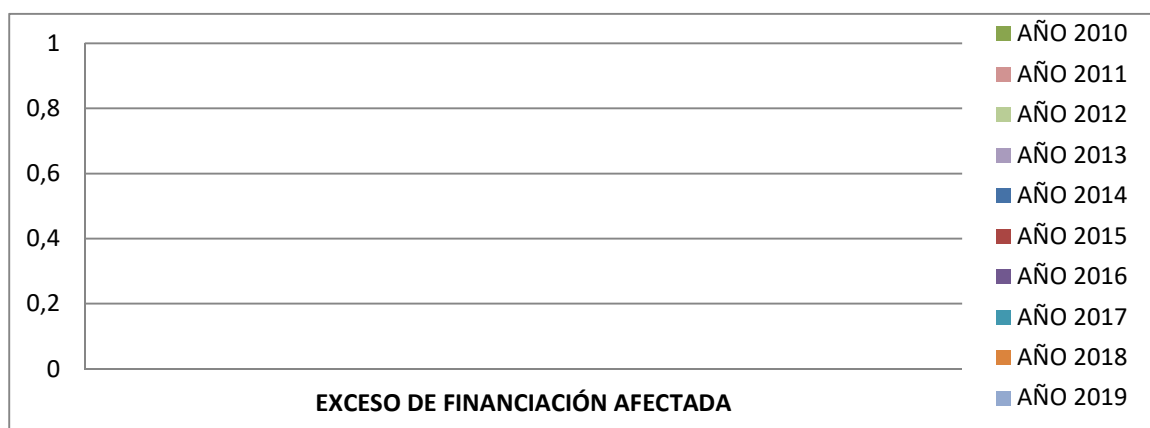 1
0,8
0,6
0,4
0,2
0
EXCESO DE FINANCIACIÓN AFECTADA
AÑO 2010
AÑO 2011
AÑO 2012
AÑO 2013
AÑO 2014
AÑO 2015
AÑO 2016
AÑO 2017
AÑO 2018
AÑO 2019